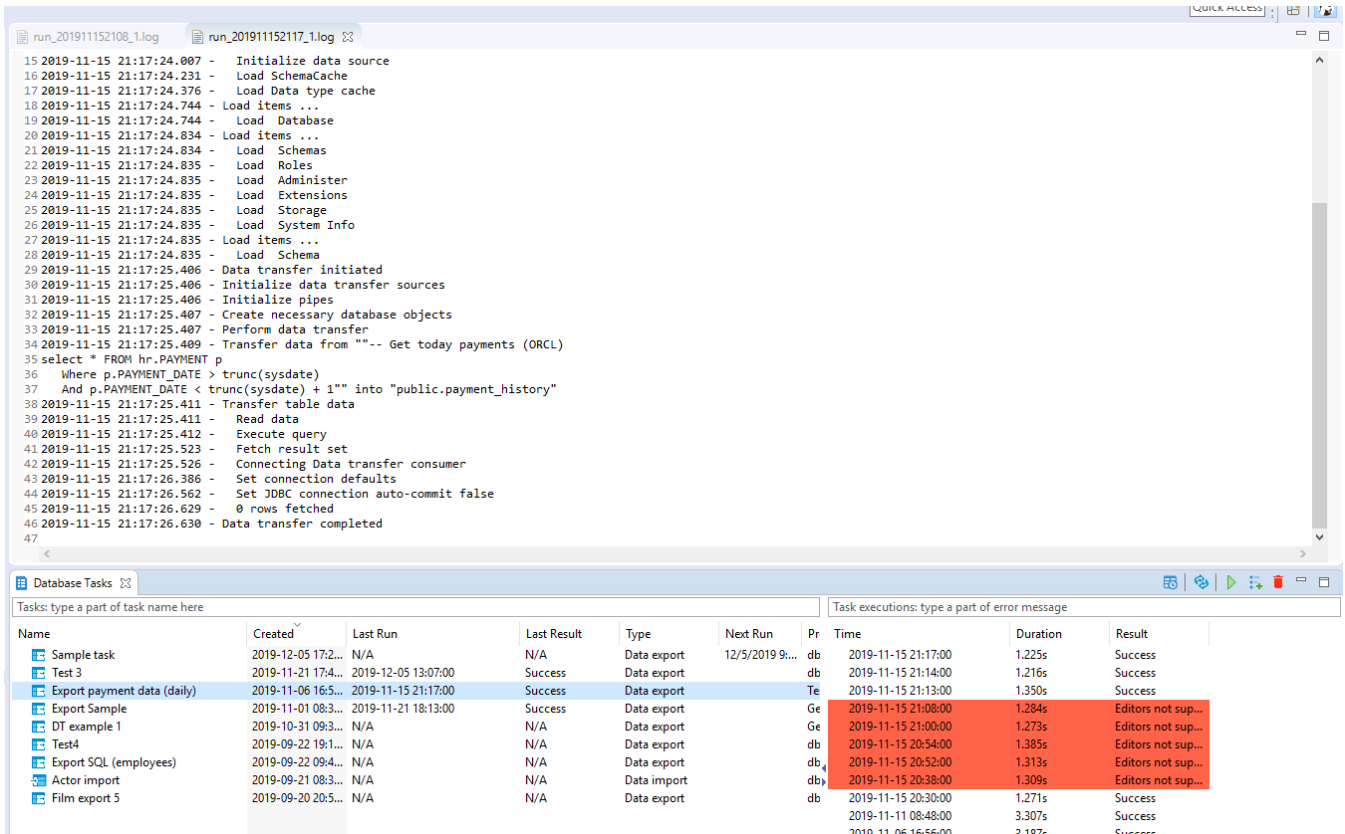 Quick Access
run_201911152108_1.log run_201911152117_1.log
15 2019-11-15 21:17:24.007 -   Initialize data source
16 2019-11-15 21:17:24.231 -   Load SchemaCache
17 2019-11-15 21:17:24.376 -   Load Data type cache
18 2019-11-15 21:17:24.744 - Load items ...
19 2019-11-15 21:17:24.744 -   Load  Database
20 2019-11-15 21:17:24.834 - Load items ...
21 2019-11-15 21:17:24.834 -   Load  Schemas
22 2019-11-15 21:17:24.835 -   Load  Roles
23 2019-11-15 21:17:24.835 -   Load  Administer
24 2019-11-15 21:17:24.835 -   Load  Extensions
25 2019-11-15 21:17:24.835 -   Load  Storage
26 2019-11-15 21:17:24.835 -   Load  System Info
27 2019-11-15 21:17:24.835 - Load items ...
28 2019-11-15 21:17:24.835 -   Load  Schema
29 2019-11-15 21:17:25.406 - Data transfer initiated
30 2019-11-15 21:17:25.406 - Initialize data transfer sources
31 2019-11-15 21:17:25.406 - Initialize pipes
32 2019-11-15 21:17:25.407 - Create necessary database objects
33 2019-11-15 21:17:25.407 - Perform data transfer
34 2019-11-15 21:17:25.409 - Transfer data from ""-- Get today payments (ORCL)
35 select * FROM hr.PAYMENT p
36   Where p.PAYMENT_DATE > trunc(sysdate)
37   And p.PAYMENT_DATE < trunc(sysdate) + 1"" into "public.payment_history"
38 2019-11-15 21:17:25.411 - Transfer table data
39 2019-11-15 21:17:25.411 -   Read data
40 2019-11-15 21:17:25.412 -   Execute query
41 2019-11-15 21:17:25.523 -   Fetch result set
42 2019-11-15 21:17:25.526 -   Connecting Data transfer consumer
43 2019-11-15 21:17:26.386 -   Set connection defaults
44 2019-11-15 21:17:26.562 -   Set JDBC connection auto-commit false
45 2019-11-15 21:17:26.629 -   0 rows fetched
46 2019-11-15 21:17:26.630 - Data transfer completed
47
Database Tasks
Tasks: type a part of task name here
Name Created Last Run Last Result Type Next Run Pr
Sample task 2019-12-05 17:2... N/A N/A Data export 12/5/2019 9:... db
Test 3 2019-11-21 17:4... 2019-12-05 13:07:00 Success Data export db
Export payment data (daily) 2019-11-06 16:5... 2019-11-15 21:17:00 Success Data export Te
Export Sample 2019-11-01 08:3... 2019-11-21 18:13:00 Success Data export Ge
DT example 1 2019-10-31 09:3... N/A N/A Data export Ge
Test4 2019-09-22 19:1... N/A N/A Data export db
Export SQL (employees) 2019-09-22 09:4... N/A N/A Data export db
Actor import 2019-09-21 08:3... N/A N/A Data import db
Film export 5 2019-09-20 20:5... N/A N/A Data export db
Task executions: type a part of error message
Time Duration Result
2019-11-15 21:17:00 1.225s Success
2019-11-15 21:14:00 1.216s Success
2019-11-15 21:13:00 1.350s Success
2019-11-15 21:08:00 1.284s Editors not sup...
2019-11-15 21:00:00 1.273s Editors not sup...
2019-11-15 20:54:00 1.385s Editors not sup...
2019-11-15 20:52:00 1.313s Editors not sup...
2019-11-15 20:38:00 1.309s Editors not sup...
2019-11-15 20:30:00 1.271s Success
2019-11-11 08:48:00 3.307s Success
2019-11-06 16:56:00 3.187s Success